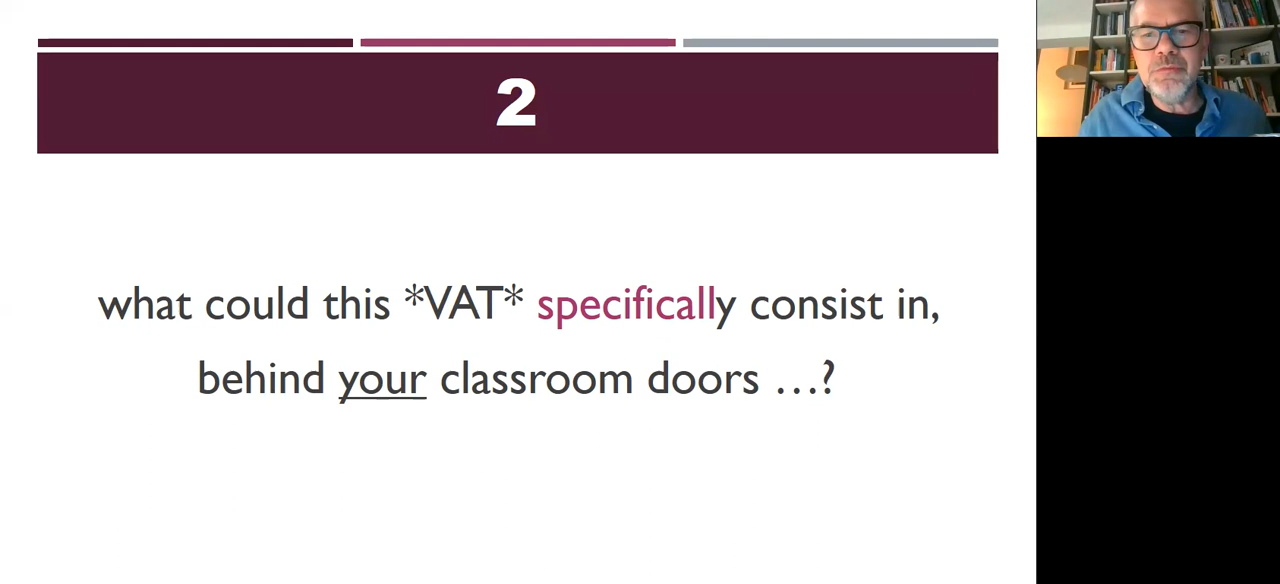 2
what could this *VAT* specifically consist in,
behind your classroom doors …?